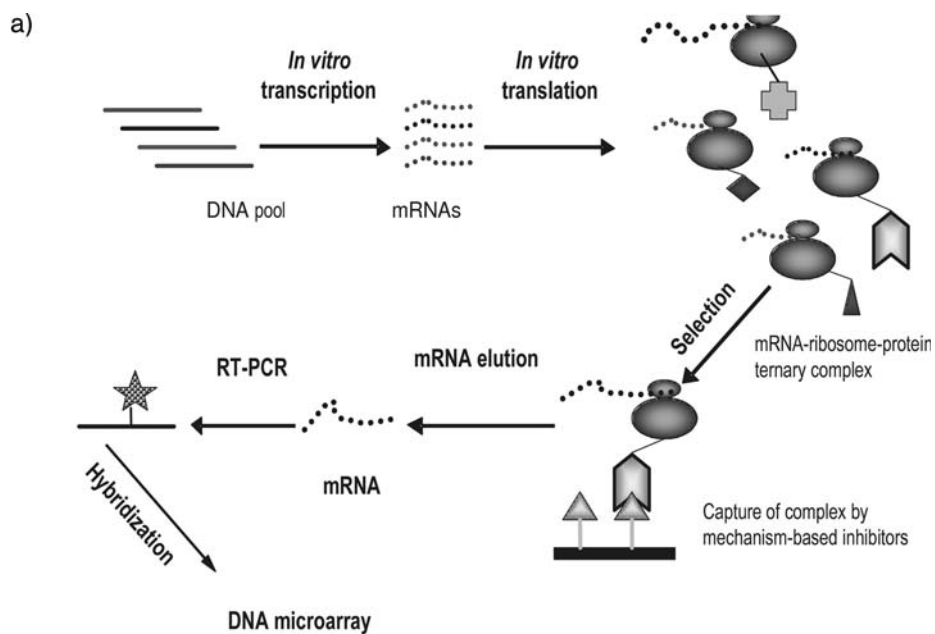 a)
In vitro
transcription
In vitro
translation
DNA pool
mRNAs
Selection
mRNA-ribosome-protein
ternary complex
RT-PCR
mRNA elution
mRNA
Capture of complex by
mechanism-based inhibitors
Hybridization
DNA microarray